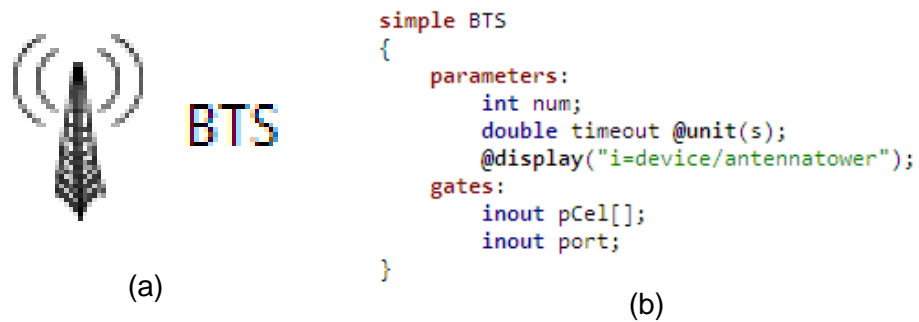 BTS
(a)
simple BTS
{
    parameters:
        int num;
        double timeout @unit(s);
        @display("i=device/antennatower");
    gates:
        inout pCel[];
        inout port;
}
(b)